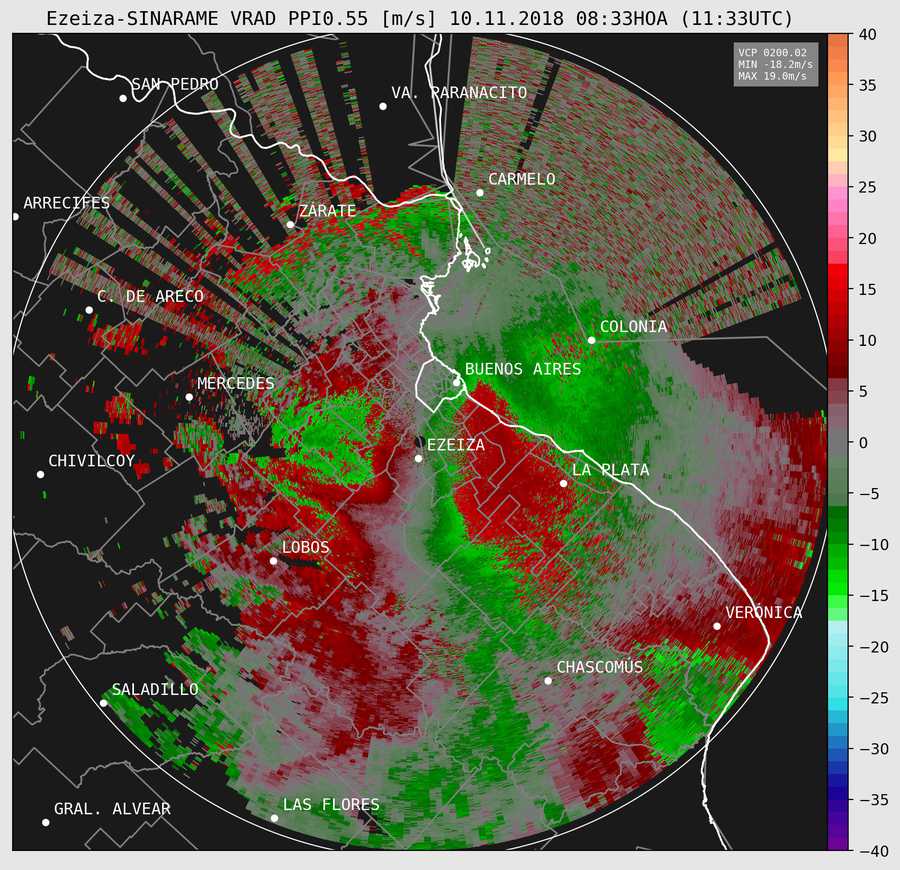 Ezeiza-SINARAME VRAD PPI0.55 [m/s] 10.11.2018 08:33HOA (11:33UTC)
VCP 0200.02
MIN -18.2m/s
MAX 19.0m/s
40
35
30
25
20
15
10
5
0
−5
−10
−15
−20
−25
−30
−35
−40
SAN PEDRO
VA. PARANACITO
CARMELO
ARRECIFES
ZÁRATE
C. DE ARECO
COLONIA
MERCEDES
BUENOS AIRES
EZEIZA
CHIVILCOY
LA PLATA
LOBOS
VERÓNICA
CHASCOMÚS
SALADILLO
LAS FLORES
GRAL. ALVEAR